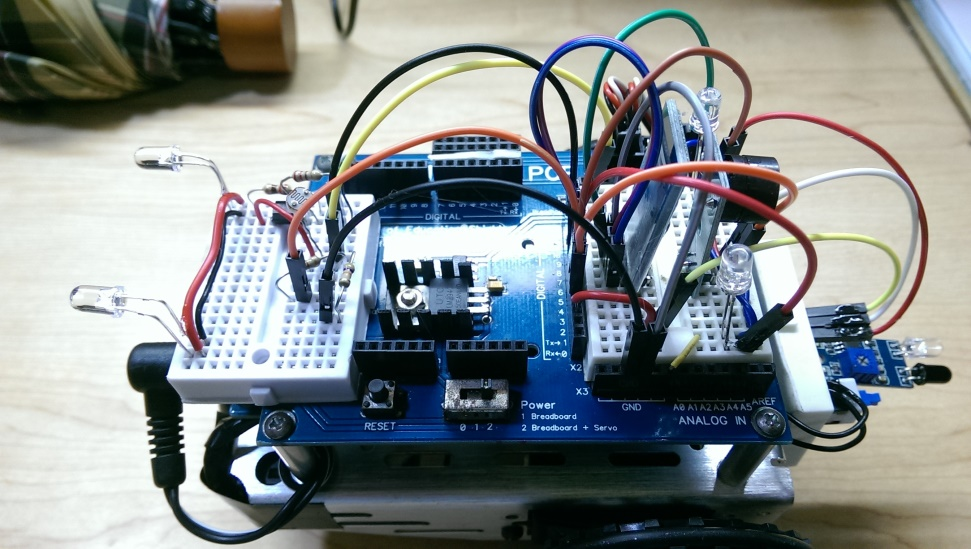 PO
DIGITAL
DIGITAL
6
5
4
3
2
Tx→ 1
Rx← 0
X2
X3
RESET
0 1 2
Power
1 Breadboard
2 Breadboard + Servo
GND
A0 A1 A2 A3 A4 A5 AREF
ANALOG IN